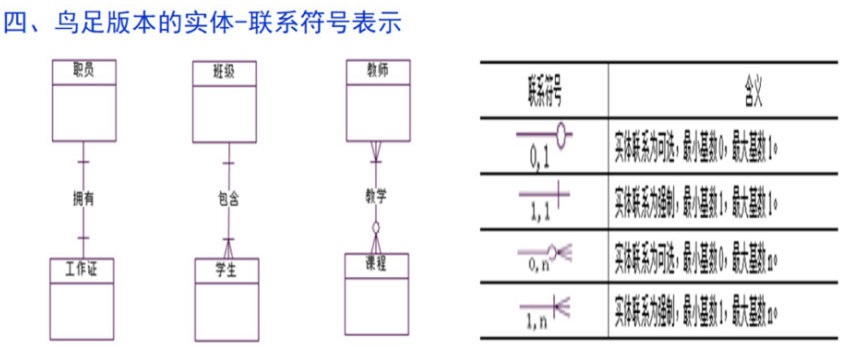 四、鸟足版本的实体-联系符号表示
职员
拥有
工作证
班级
包含
学生
教师
教学
课程
联系符号 含义
0,1 实体联系为可选，最小基数0，最大基数1。
1,1 实体联系为强制，最小基数1，最大基数1。
0,n 实体联系为可选，最小基数0，最大基数n。
1,n 实体联系为强制，最小基数1，最大基数n。